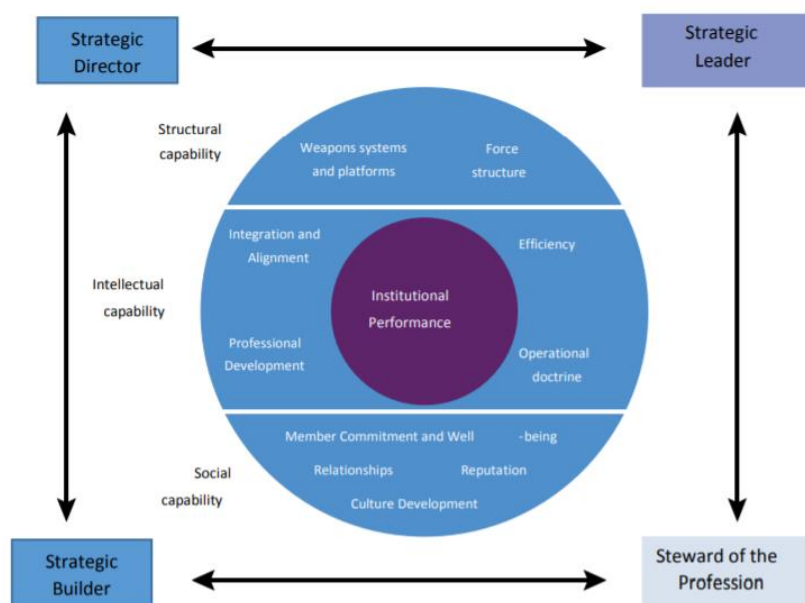 Strategic
Director
Strategic
Leader
Structural
capability
Weapons systems
and platforms
Force
structure
Integration and
Alignment
Efficiency
Intellectual
capability
Institutional
Performance
Professional
Development
Operational
doctrine
Member Commitment and Well -being
Relationships Reputation
Social
capability
Culture Development
Strategic
Builder
Steward of the
Profession